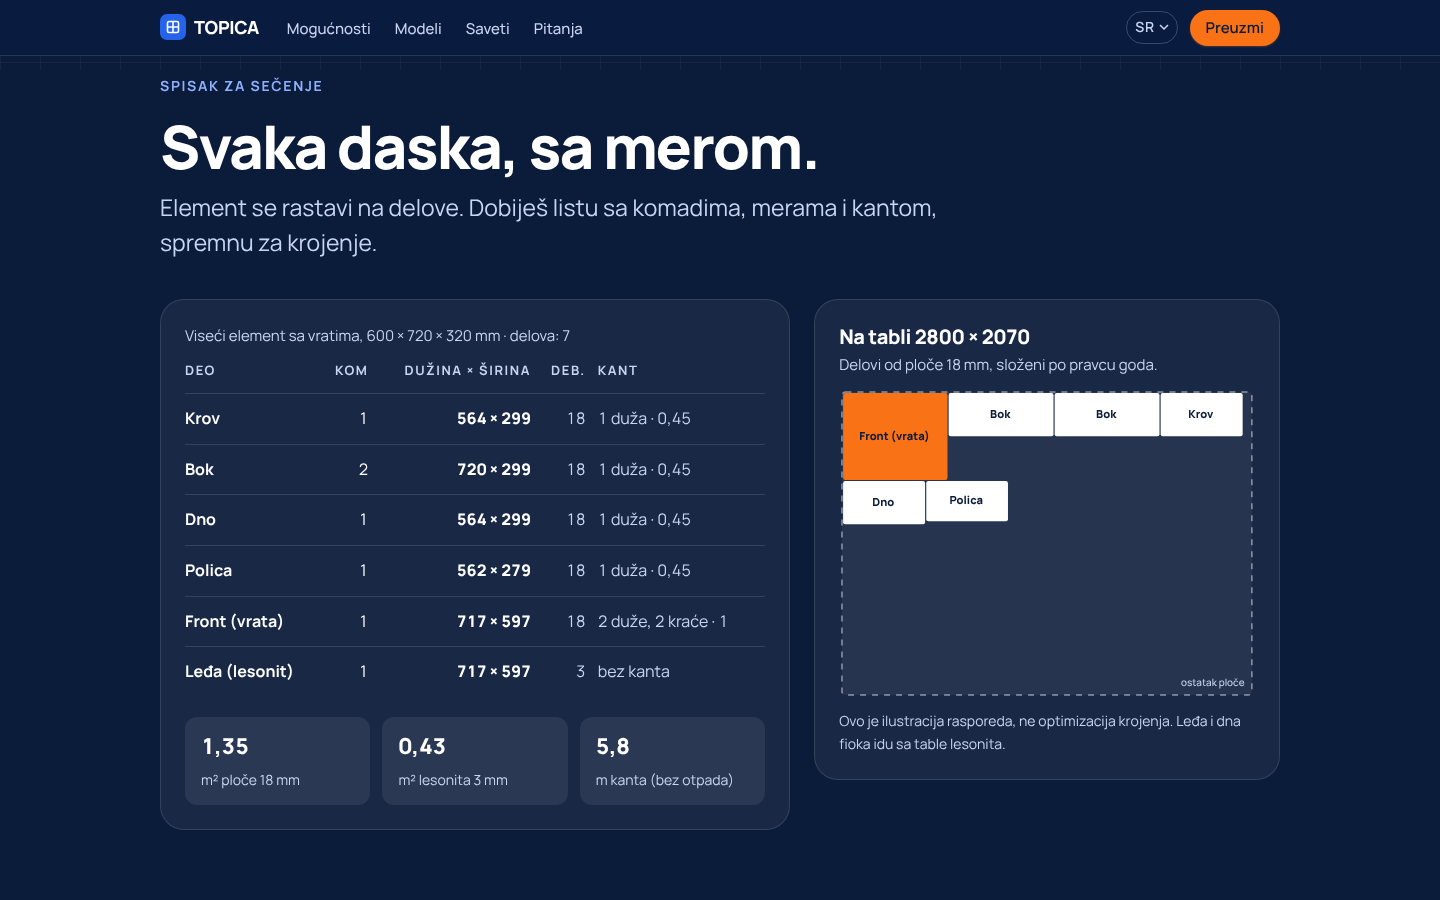 TOPICA Mogućnosti Modeli Saveti Pitanja SR Preuzmi
SPISAK ZA SEČENJE
Svaka daska, sa merom.
Element se rastavi na delove. Dobiješ listu sa komadima, merama i kantom,
spremnu za krojenje.
Viseći element sa vratima, 600 × 720 × 320 mm · delova: 7
DEO KOM DUŽINA × ŠIRINA DEB. KANT
Krov 1 564 × 299 18 1 duža · 0,45
Bok 2 720 × 299 18 1 duža · 0,45
Dno 1 564 × 299 18 1 duža · 0,45
Polica 1 562 × 279 18 1 duža · 0,45
Front (vrata) 1 717 × 597 18 2 duže, 2 kraće · 1
Leđa (lesonit) 1 717 × 597 3 bez kanta
1,35
m² ploče 18 mm
0,43
m² lesonita 3 mm
5,8
m kanta (bez otpada)
Na tabli 2800 × 2070
Delovi od ploče 18 mm, složeni po pravcu goda.
Front (vrata)
Bok
Bok
Krov
Dno
Polica
ostatak ploče
Ovo je ilustracija rasporeda, ne optimizacija krojenja. Leđa i dna
fioka idu sa table lesonita.